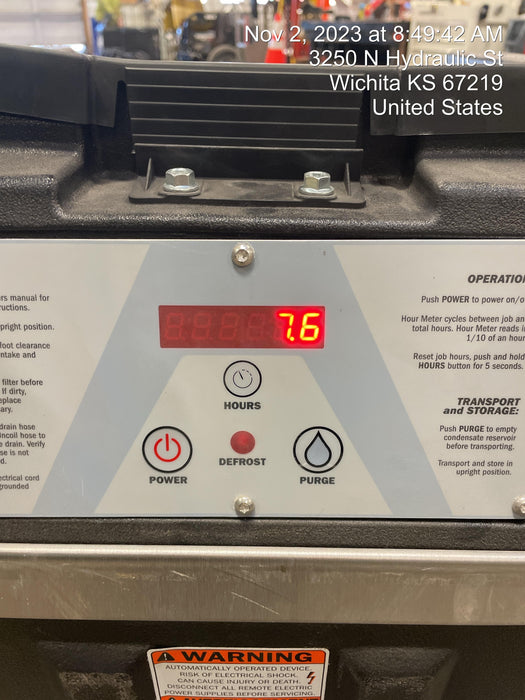 Nov 2, 2023 at 8:49:42 AM
3250 N Hydraulic St
Wichita KS 67219
United States
rs manual for
ructions.
pright position.
foot clearance
ntake and
filter before
If dirty,
eplace
ary.
drain hose
Uncoil hose to
e drain. Verify
se is not
d.
ectrical cord
grounded
7.6
HOURS
POWER
DEFROST
PURGE
OPERATIO
Push POWER to power on/o
Hour Meter cycles between job an
total hours. Hour Meter reads i
1/10 of an hour
Reset job hours, push and hold
HOURS button for 5 seconds.
TRANSPORT
and STORAGE:
Push PURGE to empty
condensate reservoir
before transporting.
Transport and store in
upright position.
WARNING
AUTOMATICALLY OPERATED DEVICE.
RISK OF ELECTRICAL SHOCK.
CAN CAUSE INJURY OR DEATH.
DISCONNECT ALL REMOTE ELECTRIC
POWER SUPPLIES BEFORE SERVICING.